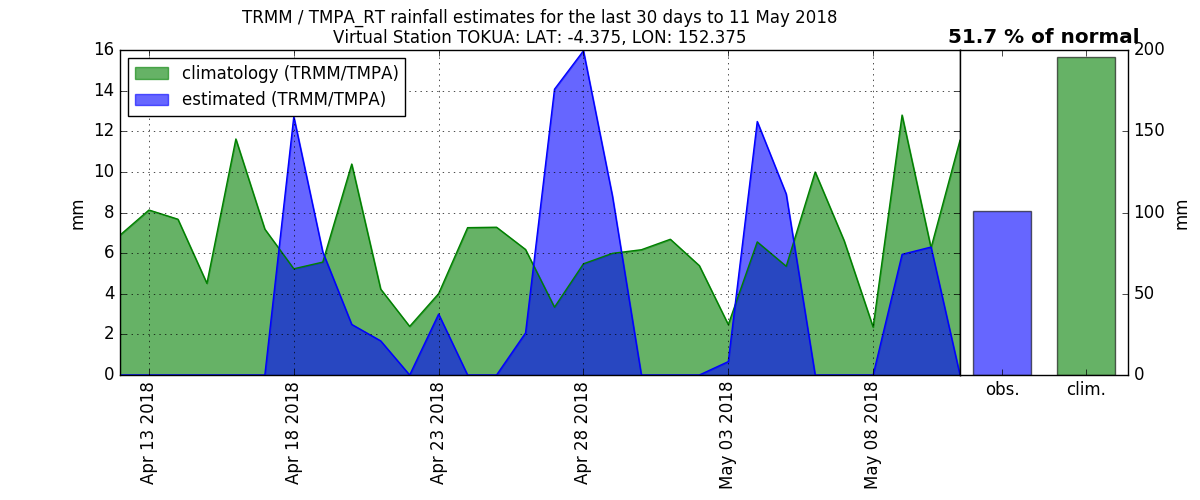 TRMM / TMPA_RT rainfall estimates for the last 30 days to 11 May 2018
Virtual Station TOKUA: LAT: -4.375, LON: 152.375
51.7 % of normal
climatology (TRMM/TMPA)
estimated (TRMM/TMPA)
mm
16
14
12
10
8
6
4
2
0
Apr 13 2018
Apr 18 2018
Apr 23 2018
Apr 28 2018
May 03 2018
May 08 2018
200
150
100
50
0
mm
obs.
clim.